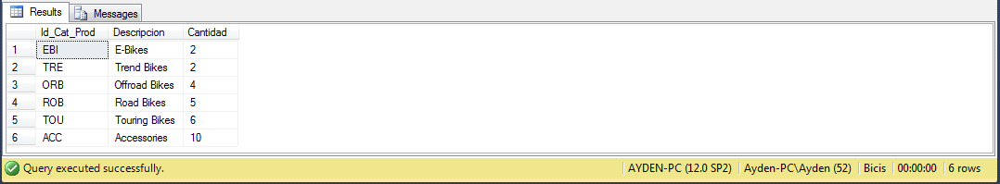 Results Messages
Id_Cat_Prod Descripcion Cantidad
1 EBI E-Bikes 2
2 TRE Trend Bikes 2
3 ORB Offroad Bikes 4
4 ROB Road Bikes 5
5 TOU Touring Bikes 6
6 ACC Accessories 10
Query executed successfully. AYDEN-PC (12.0 SP2) Ayden-PC\Ayden (52) Bicis 00:00:00 6 rows